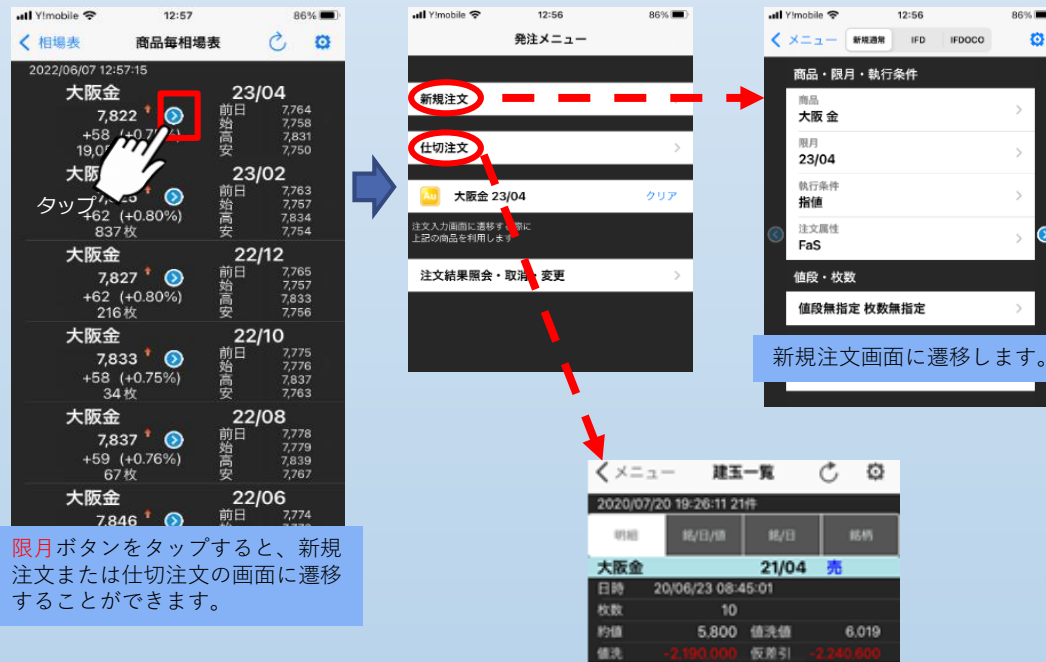 Y!mobile 12:57 86%
相場表 商品毎相場表
2022/06/07 12:57:15
大阪金 23/04
7,822 前日 7,764
始 7,758
+58 高 7,831
安 7,750
タップ
23/02
前日 7,763
始 7,757
+62 (+0.80%) 高 7,834
837枚 安 7,754
大阪金 22/12
7,827 前日 7,765
始 7,757
+62 (+0.80%) 高 7,833
216枚 安 7,756
大阪金 22/10
7,833 前日 7,775
始 7,776
+58 (+0.75%) 高 7,837
34枚 安 7,763
大阪金 22/08
7,837 前日 7,778
始 7,779
+59 (+0.76%) 高 7,839
67枚 安 7,767
大阪金 22/06
7,846 前日 7,774
限月ボタンをタップすると、新規
注文または仕切注文の画面に遷移
することができます。
Y!mobile 12:56 86%
発注メニュー
新規注文
仕切注文
Au 大阪金 23/04 クリア
注文入力画面に遷移する際に
上記の商品を利用します
注文結果照会・取消・変更
Y!mobile 12:56 86%
メニュー 新規通常 IFD IFDOCO
商品・限月・執行条件
商品
大阪 金
限月
23/04
執行条件
指値
注文属性
FaS
値段・枚数
値段無指定 枚数無指定
新規注文画面に遷移します。
メニュー 建玉一覧
2020/07/20 19:26:11 21件
明細 銘/日/値 銘/日 銘柄
大阪金 21/04 売
日時 20/06/23 08:45:01
枚数 10
約値 5,800 値洗値 6,019
値洗 -2,190,000 仮差引 -2,240,600